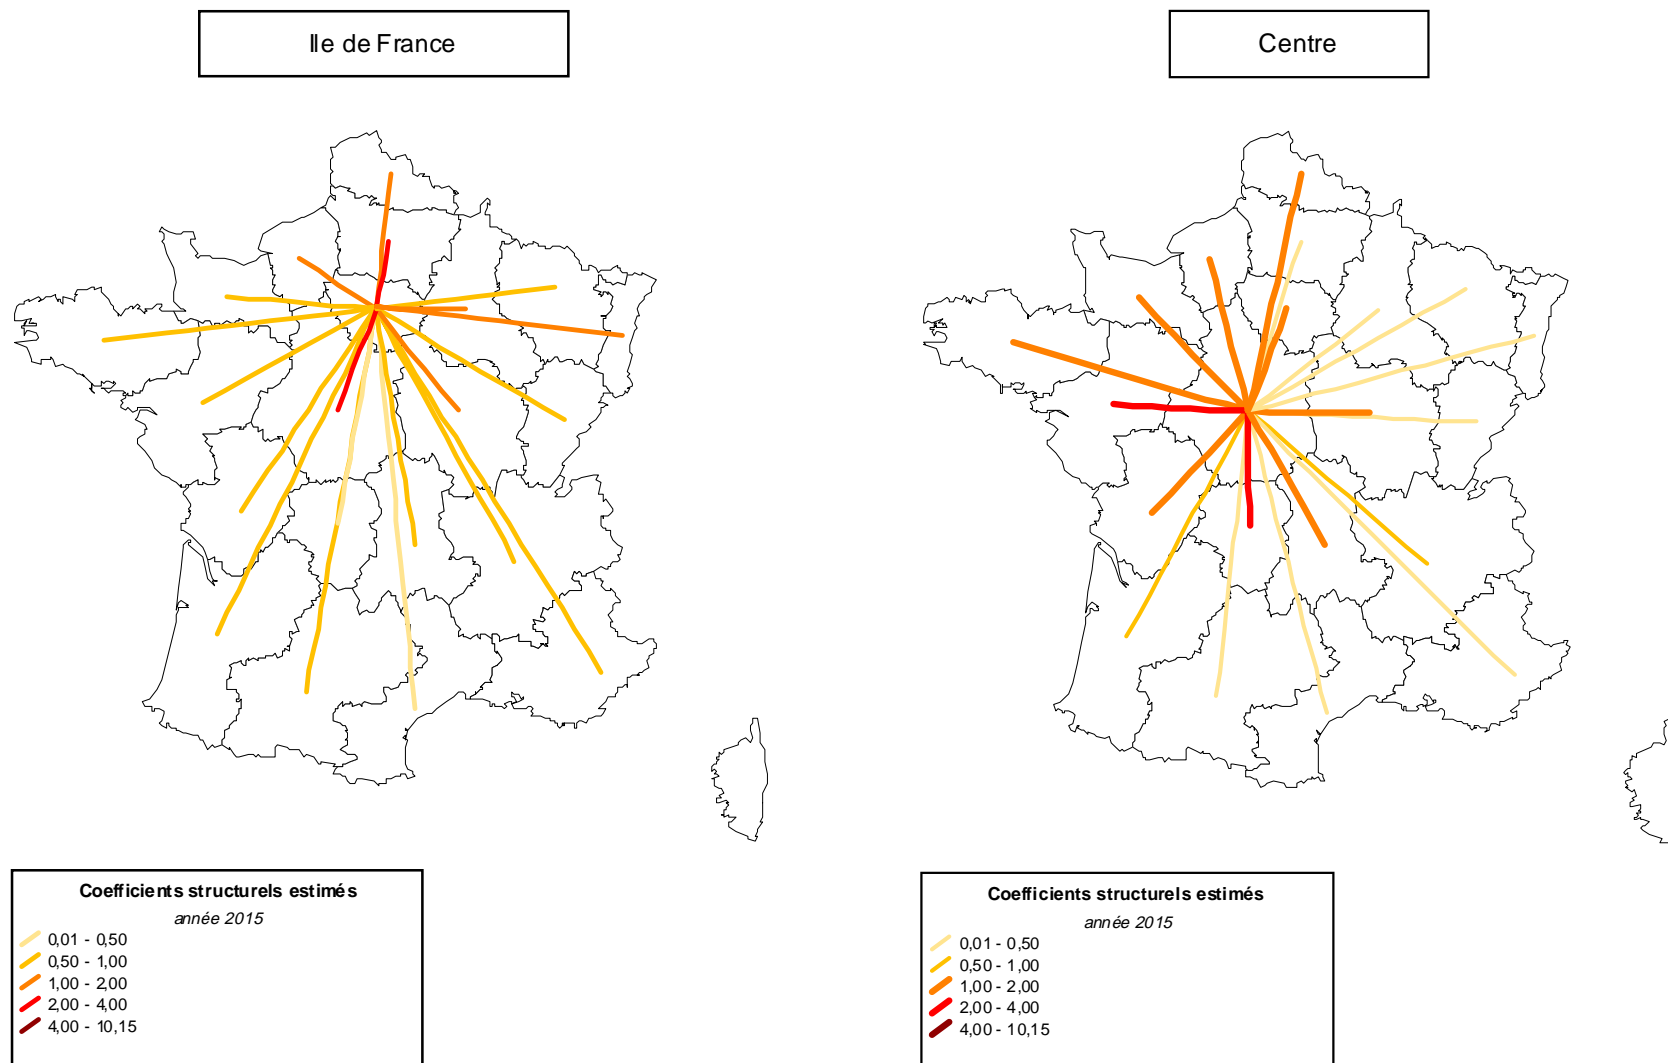 Ile de France
Centre
Coefficients structurels estimés
année 2015
0,01 - 0,50
0,50 - 1,00
1,00 - 2,00
2,00 - 4,00
4,00 - 10,15
Coefficients structurels estimés
année 2015
0,01 - 0,50
0,50 - 1,00
1,00 - 2,00
2,00 - 4,00
4,00 - 10,15